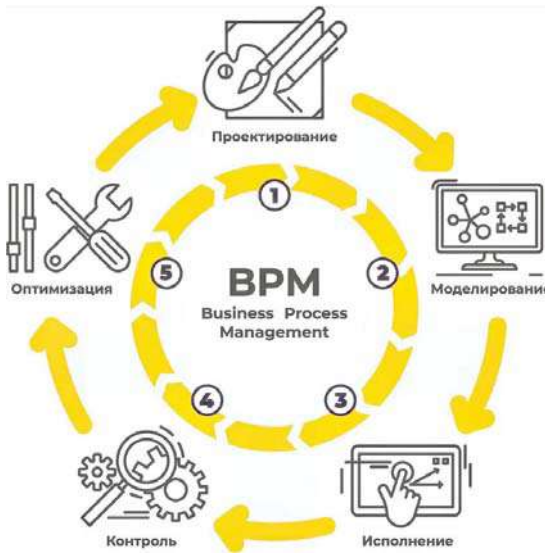 Проектирование
1
2
Моделирование
5
Оптимизация
BPM
Business Process
Management
4
3
Контроль
Исполнение